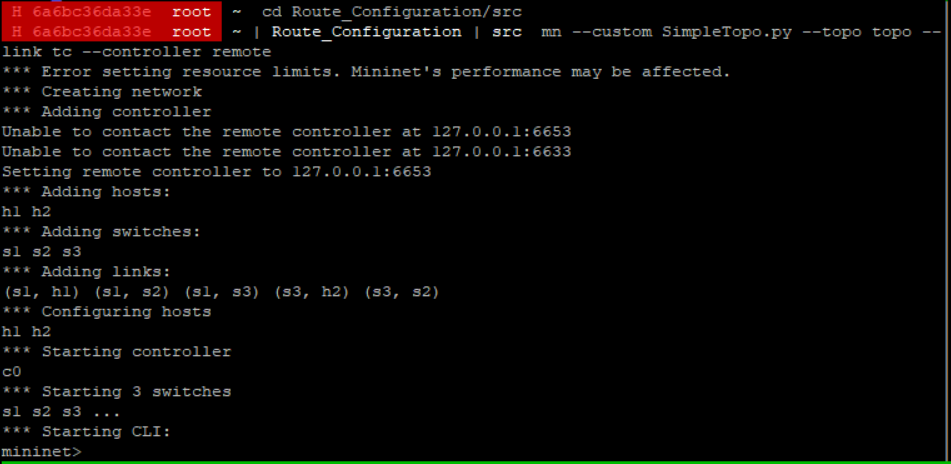 H 6a6bc36da33e root ~ cd Route_Configuration/src
H 6a6bc36da33e root ~ | Route_Configuration | src mn --custom SimpleTopo.py --topo topo --
link tc --controller remote
*** Error setting resource limits. Mininet's performance may be affected.
*** Creating network
*** Adding controller
Unable to contact the remote controller at 127.0.0.1:6653
Unable to contact the remote controller at 127.0.0.1:6633
Setting remote controller to 127.0.0.1:6653
*** Adding hosts:
h1 h2
*** Adding switches:
s1 s2 s3
*** Adding links:
(s1, h1) (s1, s2) (s1, s3) (s3, h2) (s3, s2)
*** Configuring hosts
h1 h2
*** Starting controller
c0
*** Starting 3 switches
s1 s2 s3 ...
*** Starting CLI:
mininet>